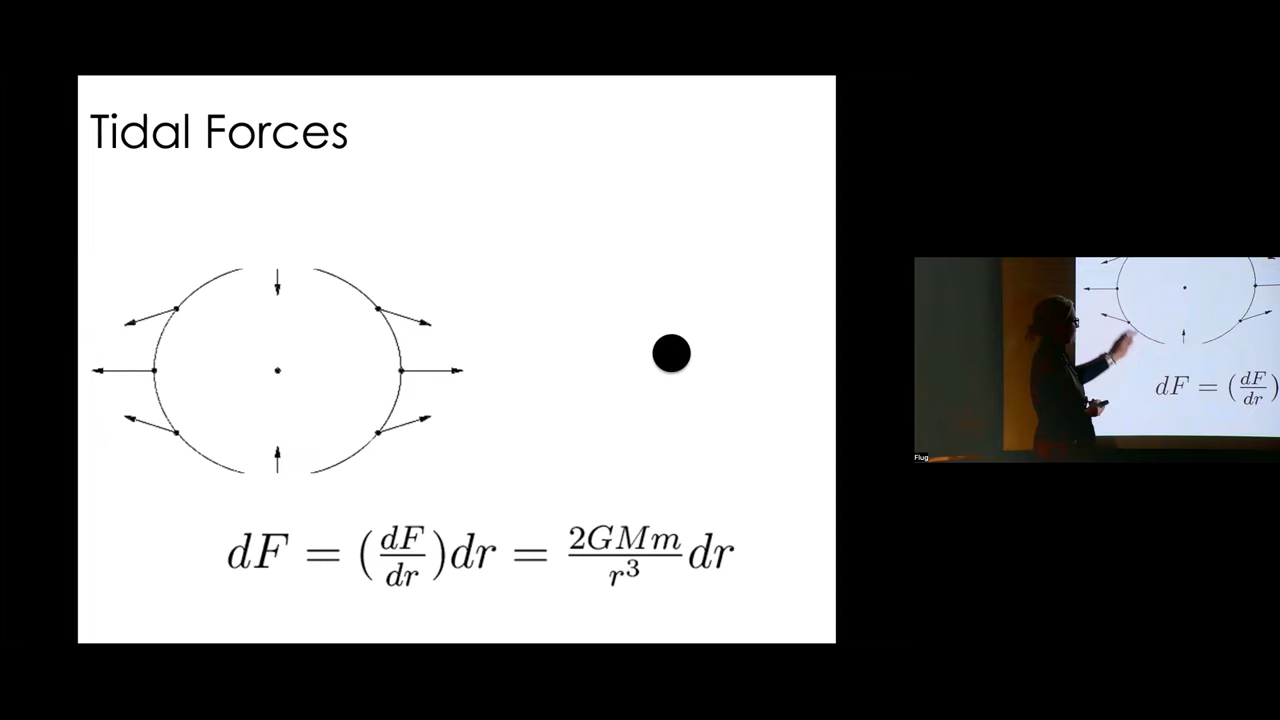 Tidal Forces
dF = (dF/dr)dr = 2GMm/r³ dr
dF = (dF/dr)
Flug